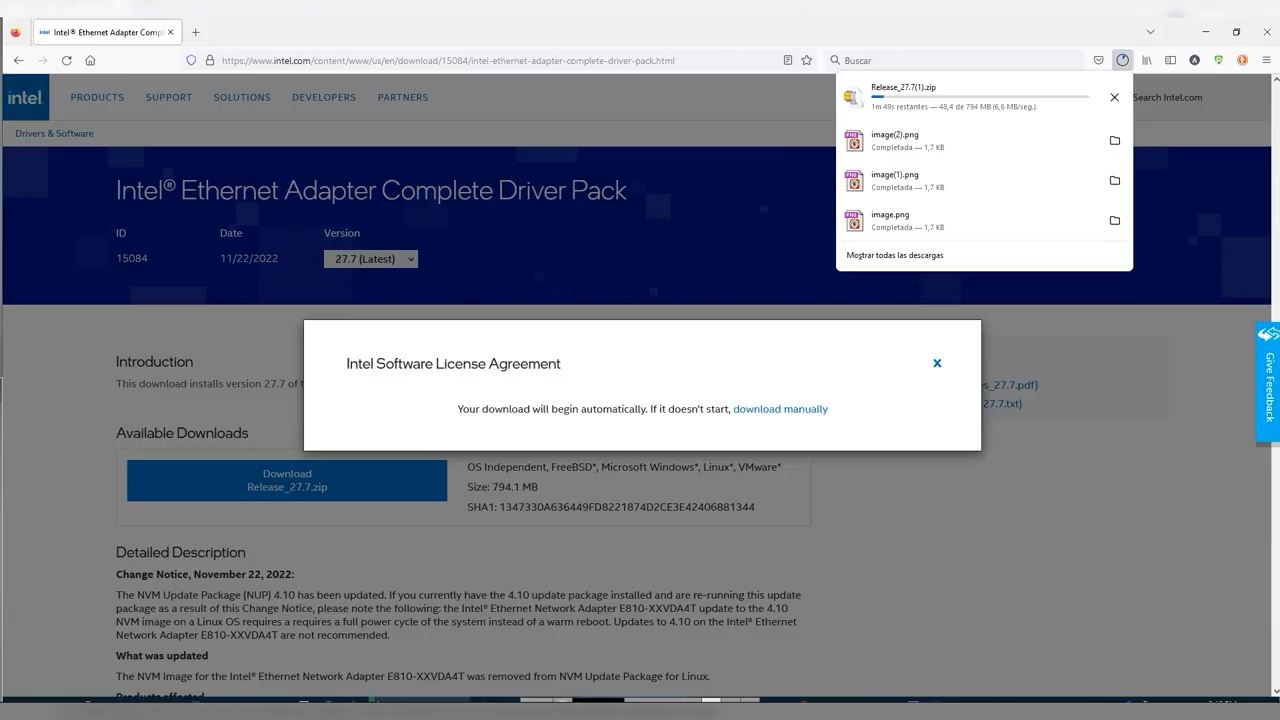 intel Intel® Ethernet Adapter Compl
https://www.intel.com/content/www/us/en/download/15084/intel-ethernet-adapter-complete-driver-pack.html
Buscar
intel
PRODUCTS SUPPORT SOLUTIONS DEVELOPERS PARTNERS
Search Intel.com
Release_27.7(1).zip
1m 49s restantes — 48,4 de 794 MB (6,6 MB/seg.)
image(2).png
Completada — 1,7 KB
image(1).png
Completada — 1,7 KB
image.png
Completada — 1,7 KB
Mostrar todas las descargas
Drivers & Software
Intel® Ethernet Adapter Complete Driver Pack
ID Date Version
15084 11/22/2022 27.7 (Latest)
Intel Software License Agreement
Your download will begin automatically. If it doesn't start, download manually
Give Feedback
Introduction
This download installs version 27.7 of t
es_27.7.pdf)
27.7.txt)
Available Downloads
Download
Release_27.7.zip
OS Independent, FreeBSD*, Microsoft Windows*, Linux*, VMware*
Size: 794.1 MB
SHA1: 1347330A636449FD8221874D2CE3E42406881344
Detailed Description
Change Notice, November 22, 2022:
The NVM Update Package (NUP) 4.10 has been updated. If you currently have the 4.10 update package installed and are re-running this update
package as a result of this Change Notice, please note the following: the Intel® Ethernet Network Adapter E810-XXVDA4T update to the 4.10
NVM image on a Linux OS requires a requires a full power cycle of the system instead of a warm reboot. Updates to 4.10 on the Intel® Ethernet
Network Adapter E810-XXVDA4T are not recommended.
What was updated
The NVM Image for the Intel® Ethernet Network Adapter E810-XXVDA4T was removed from NVM Update Package for Linux.
Products affected